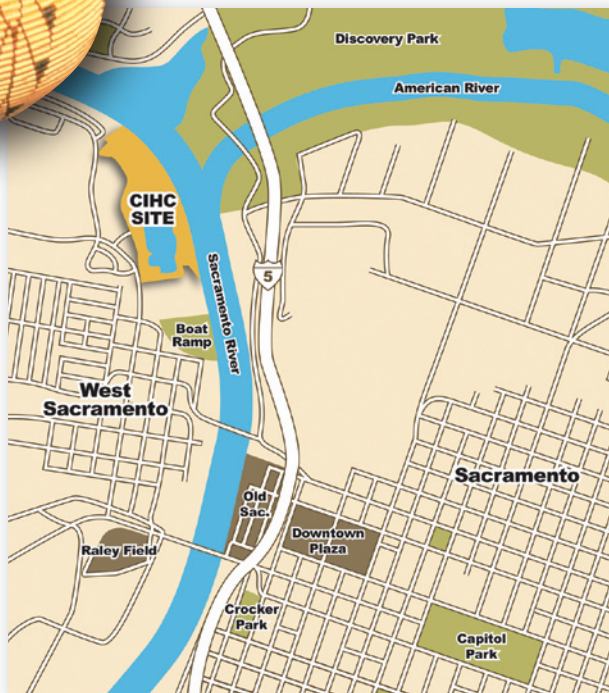 Discovery Park
American River
CIHC
SITE
5
Sacramento River
Boat
Ramp
West
Sacramento
Sacramento
Old
Sac.
Downtown
Plaza
Raley Field
Crocker
Park
Capitol
Park